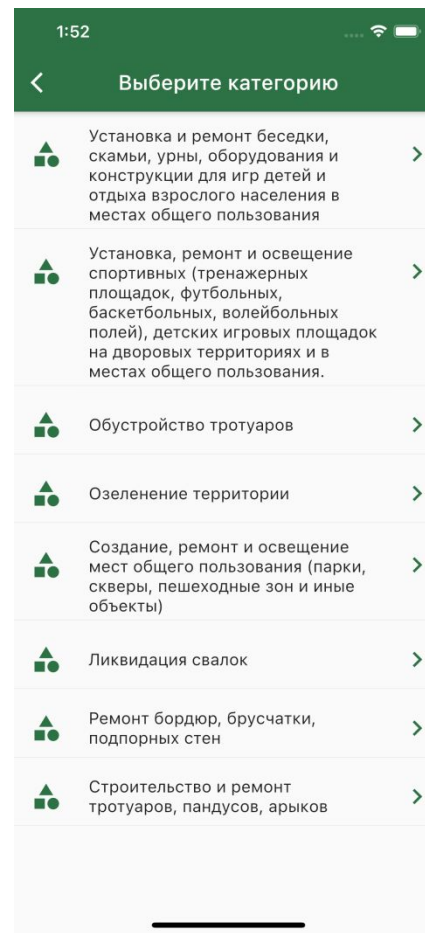 1:52
Выберите категорию
Установка и ремонт беседки,
скамьи, урны, оборудования и
конструкции для игр детей и
отдыха взрослого населения в
местах общего пользования
Установка, ремонт и освещение
спортивных (тренажерных
площадок, футбольных,
баскетбольных, волейбольных
полей), детских игровых площадок
на дворовых территориях и в
местах общего пользования.
Обустройство тротуаров
Озеленение территории
Создание, ремонт и освещение
мест общего пользования (парки,
скверы, пешеходные зон и иные
объекты)
Ликвидация свалок
Ремонт бордюр, брусчатки,
подпорных стен
Строительство и ремонт
тротуаров, пандусов, арыков